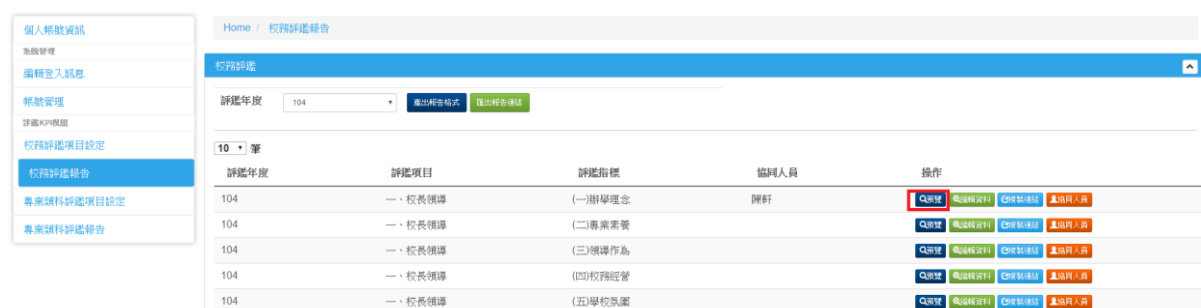 Home / 校務評鑑報告
個人帳號資訊
系統管理
編輯登入訊息
帳號管理
評鑑KPI模組
校務評鑑項目設定
校務評鑑報告
專業類科評鑑項目設定
專業類科評鑑報告
校務評鑑
評鑑年度 104 匯出報告格式 匯出報告連結
10 筆
評鑑年度 評鑑項目 評鑑指標 協同人員 操作
104 一、校長領導 (一)辦學理念 陳軒 預覽 編輯資料 複製連結 協同人員
104 一、校長領導 (二)專業素養 預覽 編輯資料 複製連結 協同人員
104 一、校長領導 (三)領導作為 預覽 編輯資料 複製連結 協同人員
104 一、校長領導 (四)校務經營 預覽 編輯資料 複製連結 協同人員
104 一、校長領導 (五)學校氛圍 預覽 編輯資料 複製連結 協同人員